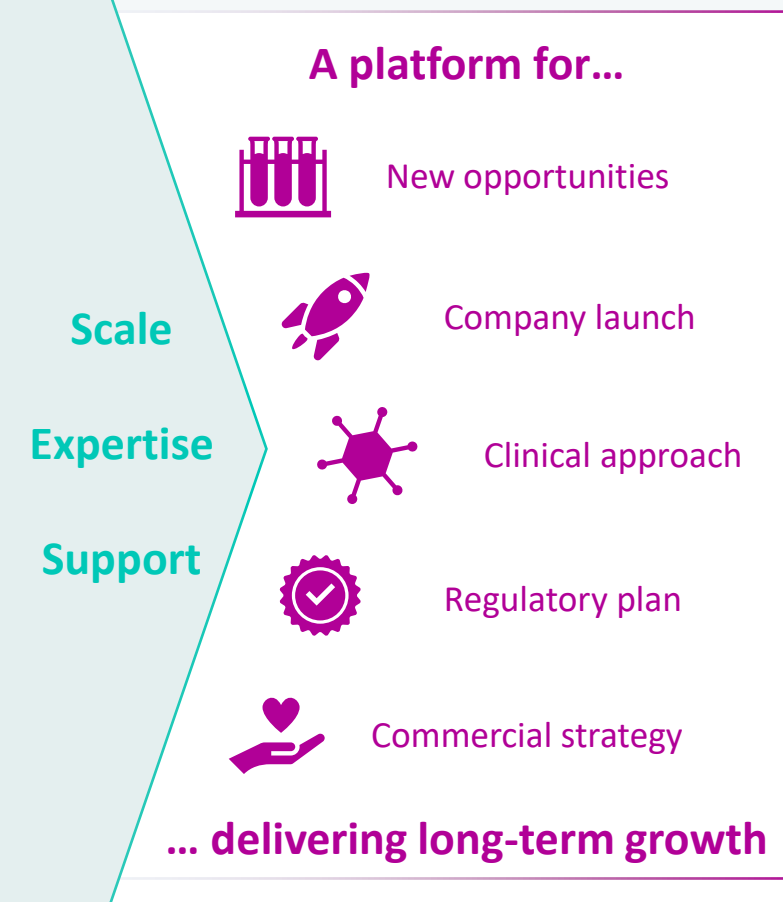 Scale
Expertise
Support
A platform for…
New opportunities
Company launch
Clinical approach
Regulatory plan
Commercial strategy
… delivering long-term growth